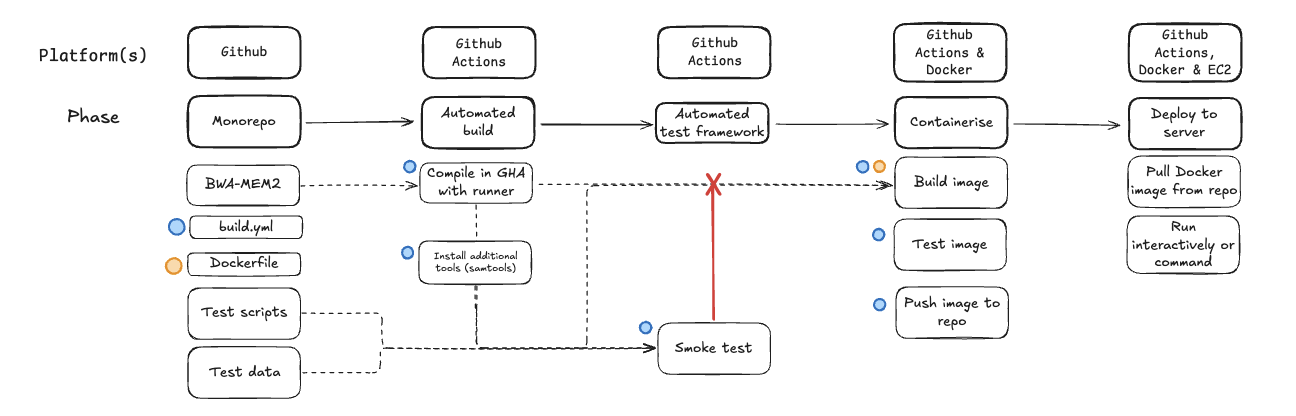 Platform(s)
Github
Github
Actions
Github
Actions
Github
Actions &
Docker
Github
Actions,
Docker & EC2
Phase
Monorepo
Automated
build
Automated
test framework
Containerise
Deploy to
server
BWA-MEM2
Compile in GHA
with runner
Build image
Pull Docker
image from repo
build.yml
Dockerfile
Install additional
tools (samtools)
Test image
Run
interactively or
command
Test scripts
Push image to
repo
Test data
Smoke test